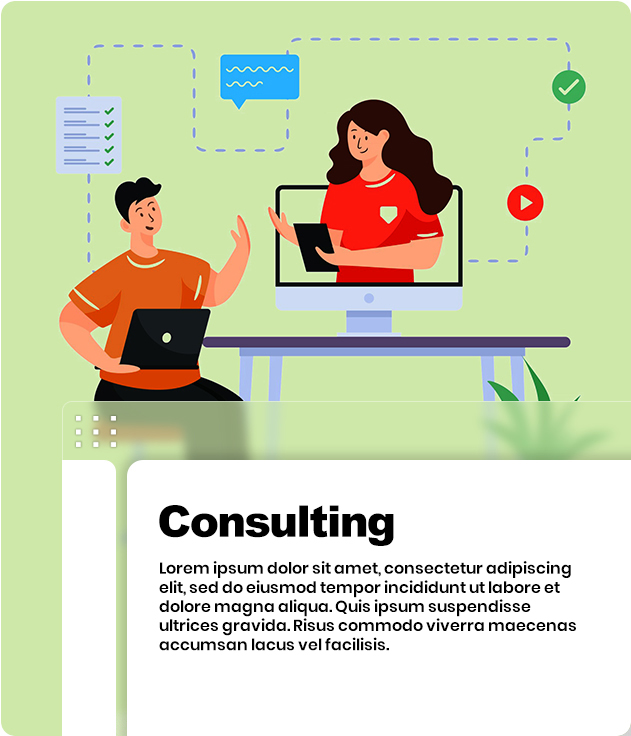 Consulting
Lorem ipsum dolor sit amet, consectetur adipiscing
elit, sed do eiusmod tempor incididunt ut labore et
dolore magna aliqua. Quis ipsum suspendisse
ultrices gravida. Risus commodo viverra maecenas
accumsan lacus vel facilisis.